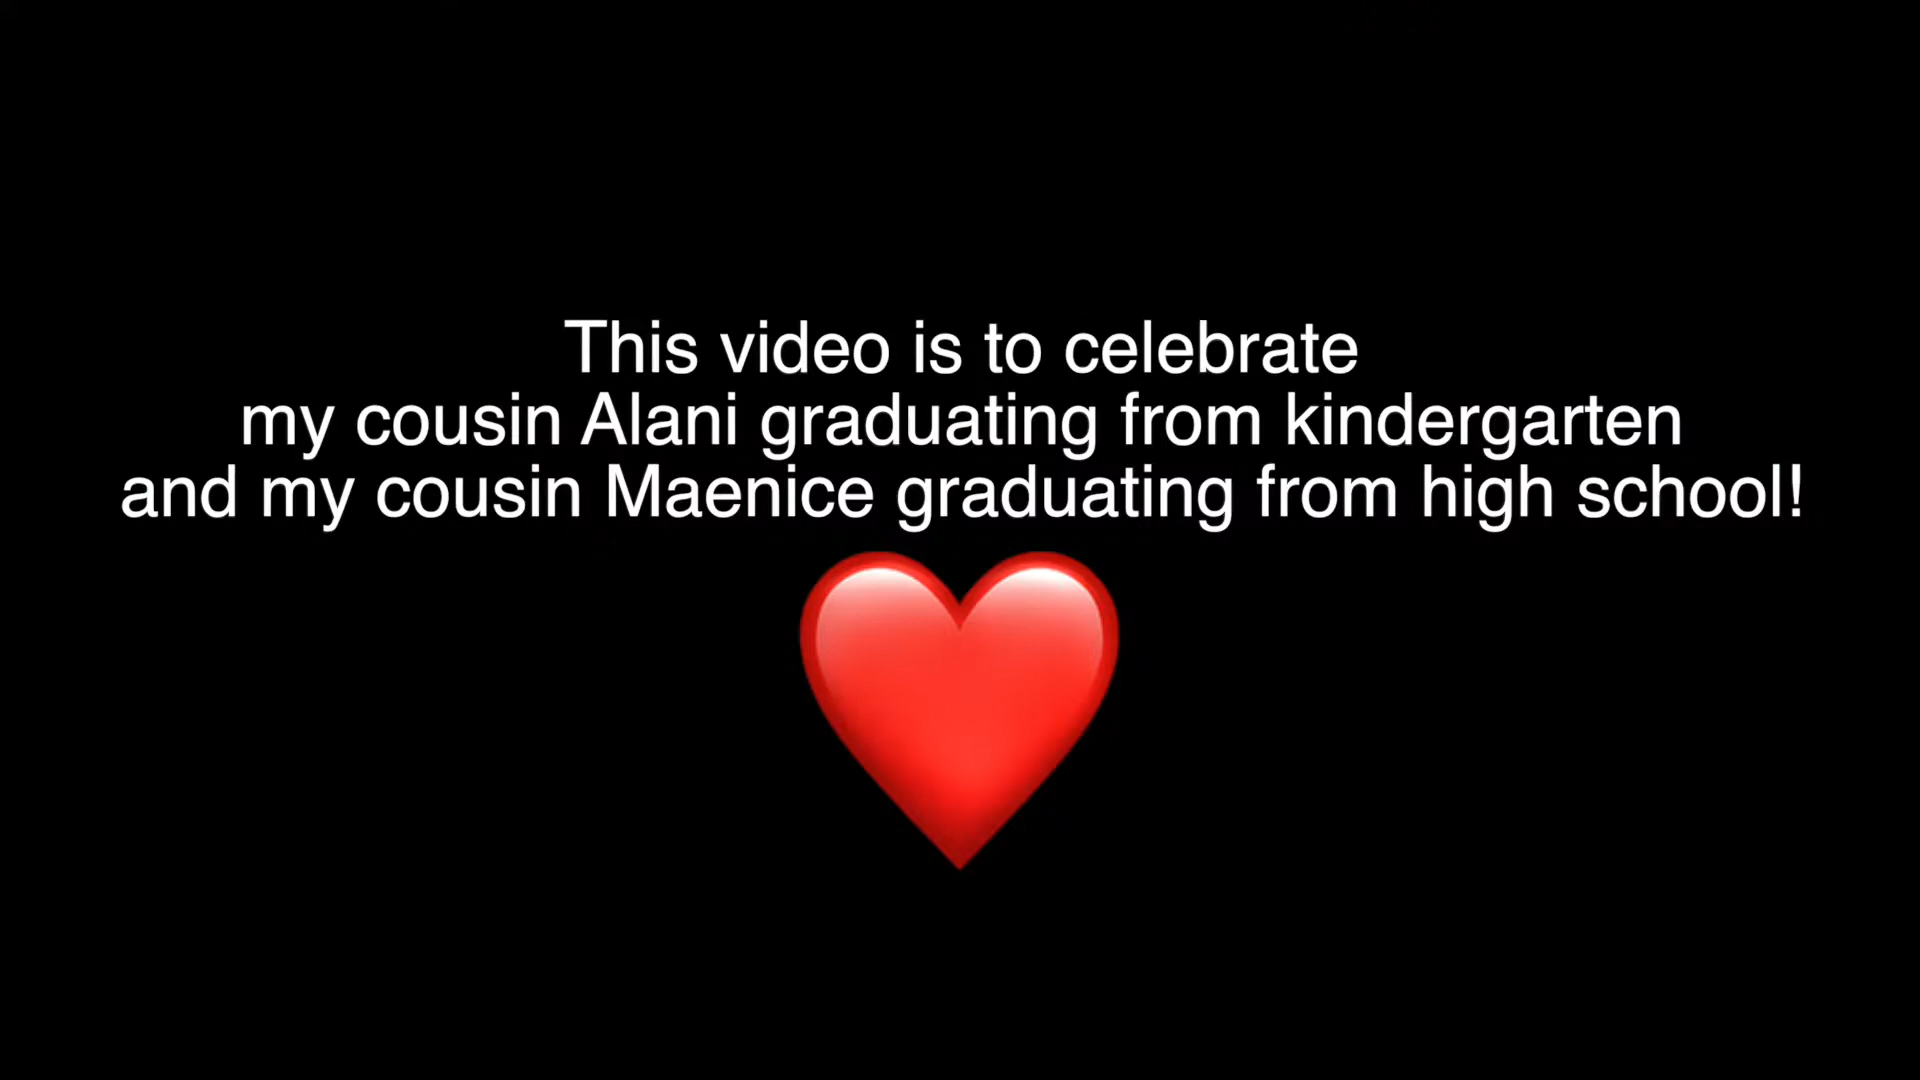 This video is to celebrate
my cousin Alani graduating from kindergarten
and my cousin Maenice graduating from high school!